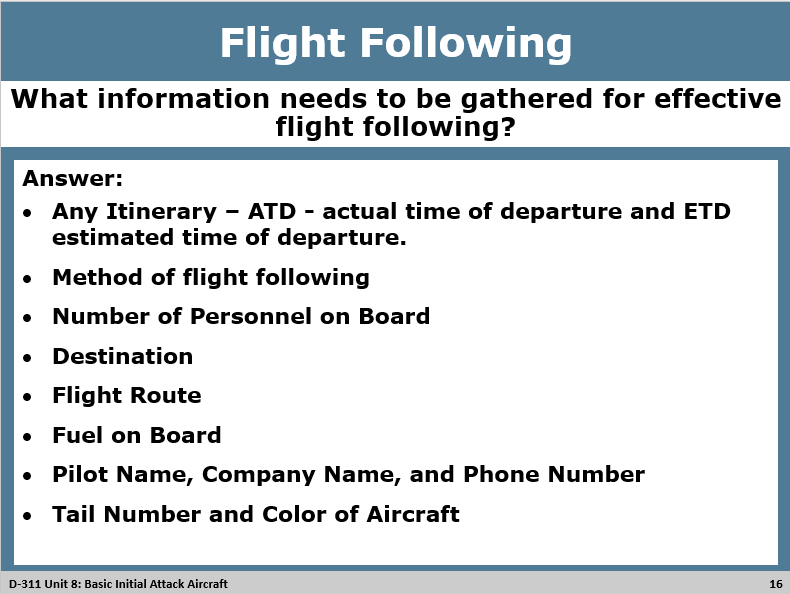 Flight Following
What information needs to be gathered for effective
flight following?
Answer:
• Any Itinerary – ATD - actual time of departure and ETD
estimated time of departure.
• Method of flight following
• Number of Personnel on Board
• Destination
• Flight Route
• Fuel on Board
• Pilot Name, Company Name, and Phone Number
• Tail Number and Color of Aircraft
D-311 Unit 8: Basic Initial Attack Aircraft 16